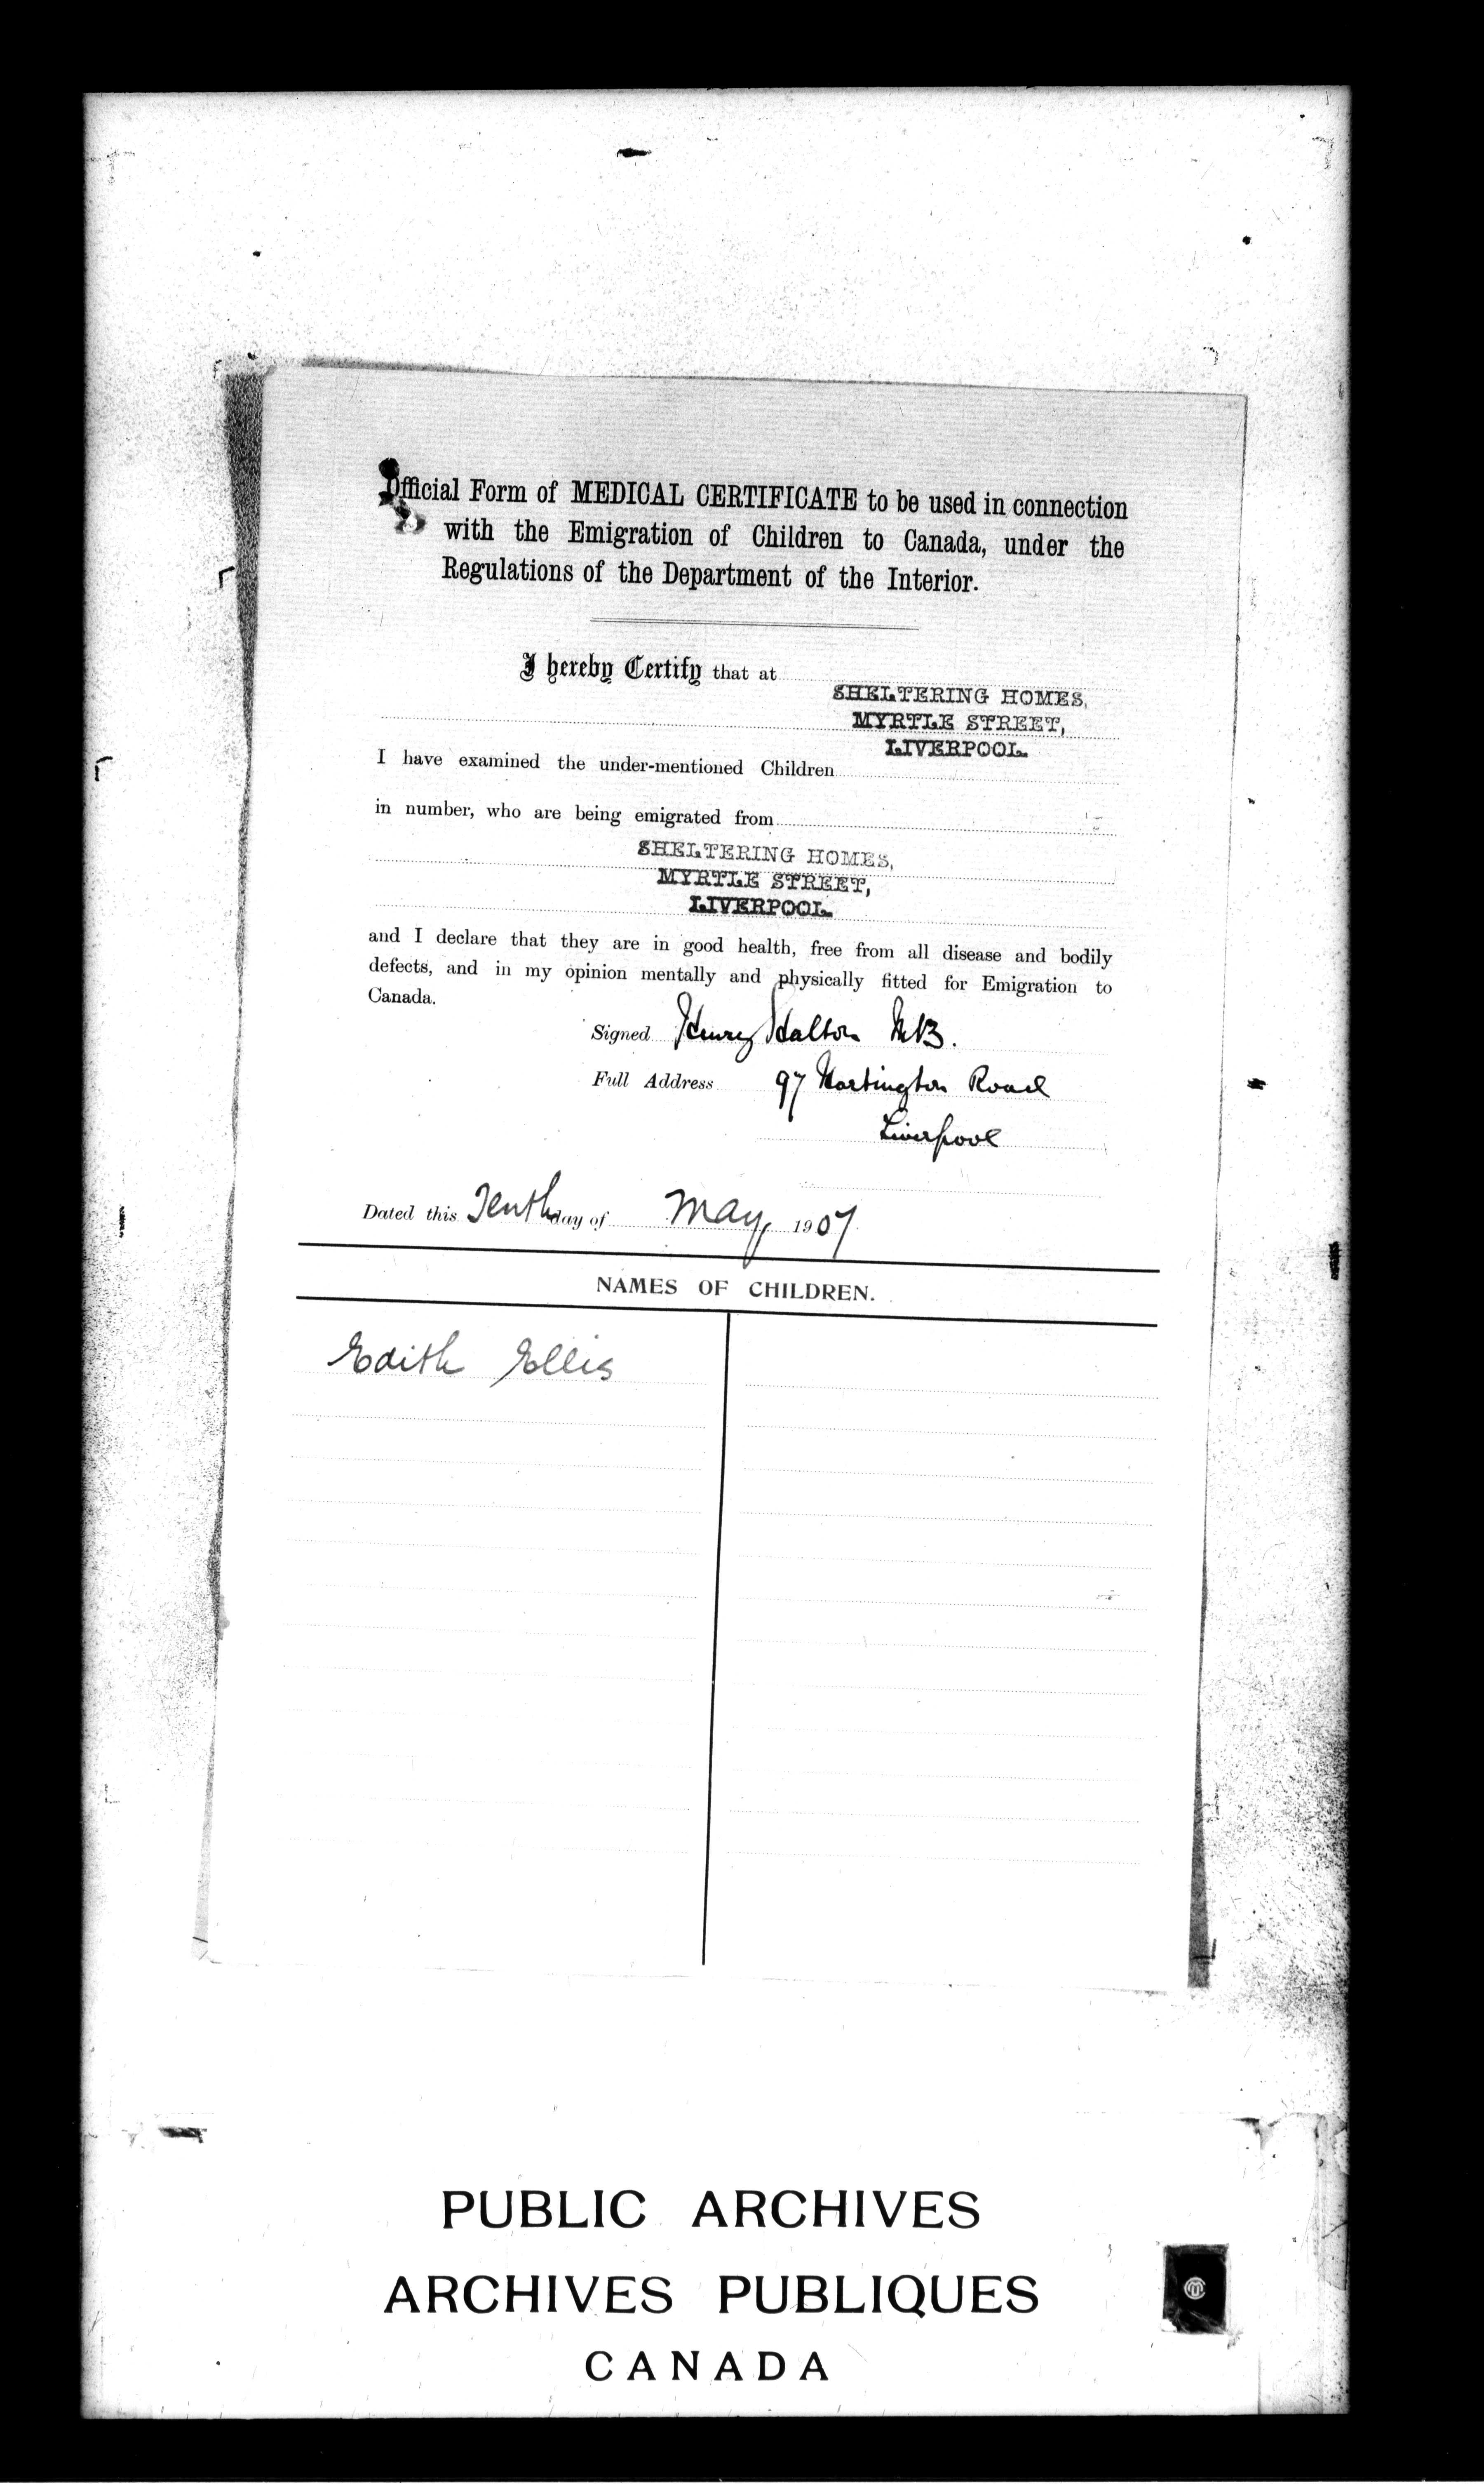 Official Form of MEDICAL CERTIFICATE to be used in connection
with the Emigration of Children to Canada, under the
Regulations of the Department of the Interior.
I hereby Certify that at
SHELTERING HOMES,
MYRTLE STREET,
LIVERPOOL.
I have examined the under-mentioned Children
in number, who are being emigrated from
SHELTERING HOMES,
MYRTLE STREET,
LIVERPOOL.
and I declare that they are in good health, free from all disease and bodily
defects, and in my opinion mentally and physically fitted for Emigration to
Canada.
Signed Henry Halton M.B.
Full Address 97 Road
Liverpool
Dated this Tenth day of May, 1907
NAMES OF CHILDREN.
Edith Ellis
PUBLIC ARCHIVES
ARCHIVES PUBLIQUES
CANADA